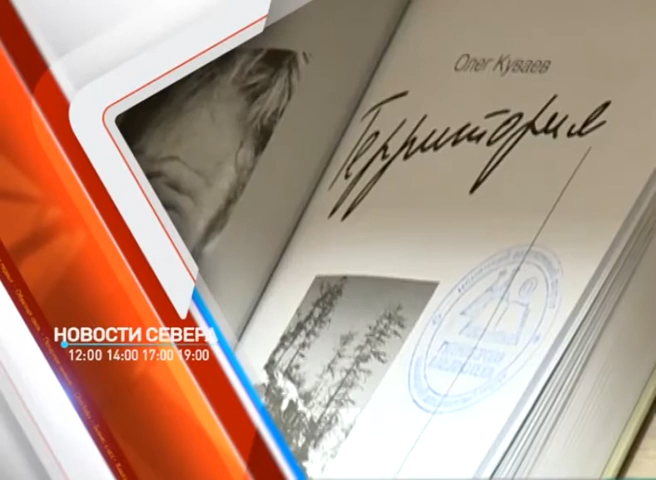 Олег Куваев
Территория
НОВОСТИ СЕВЕРА
12:00 14:00 17:00 19:00